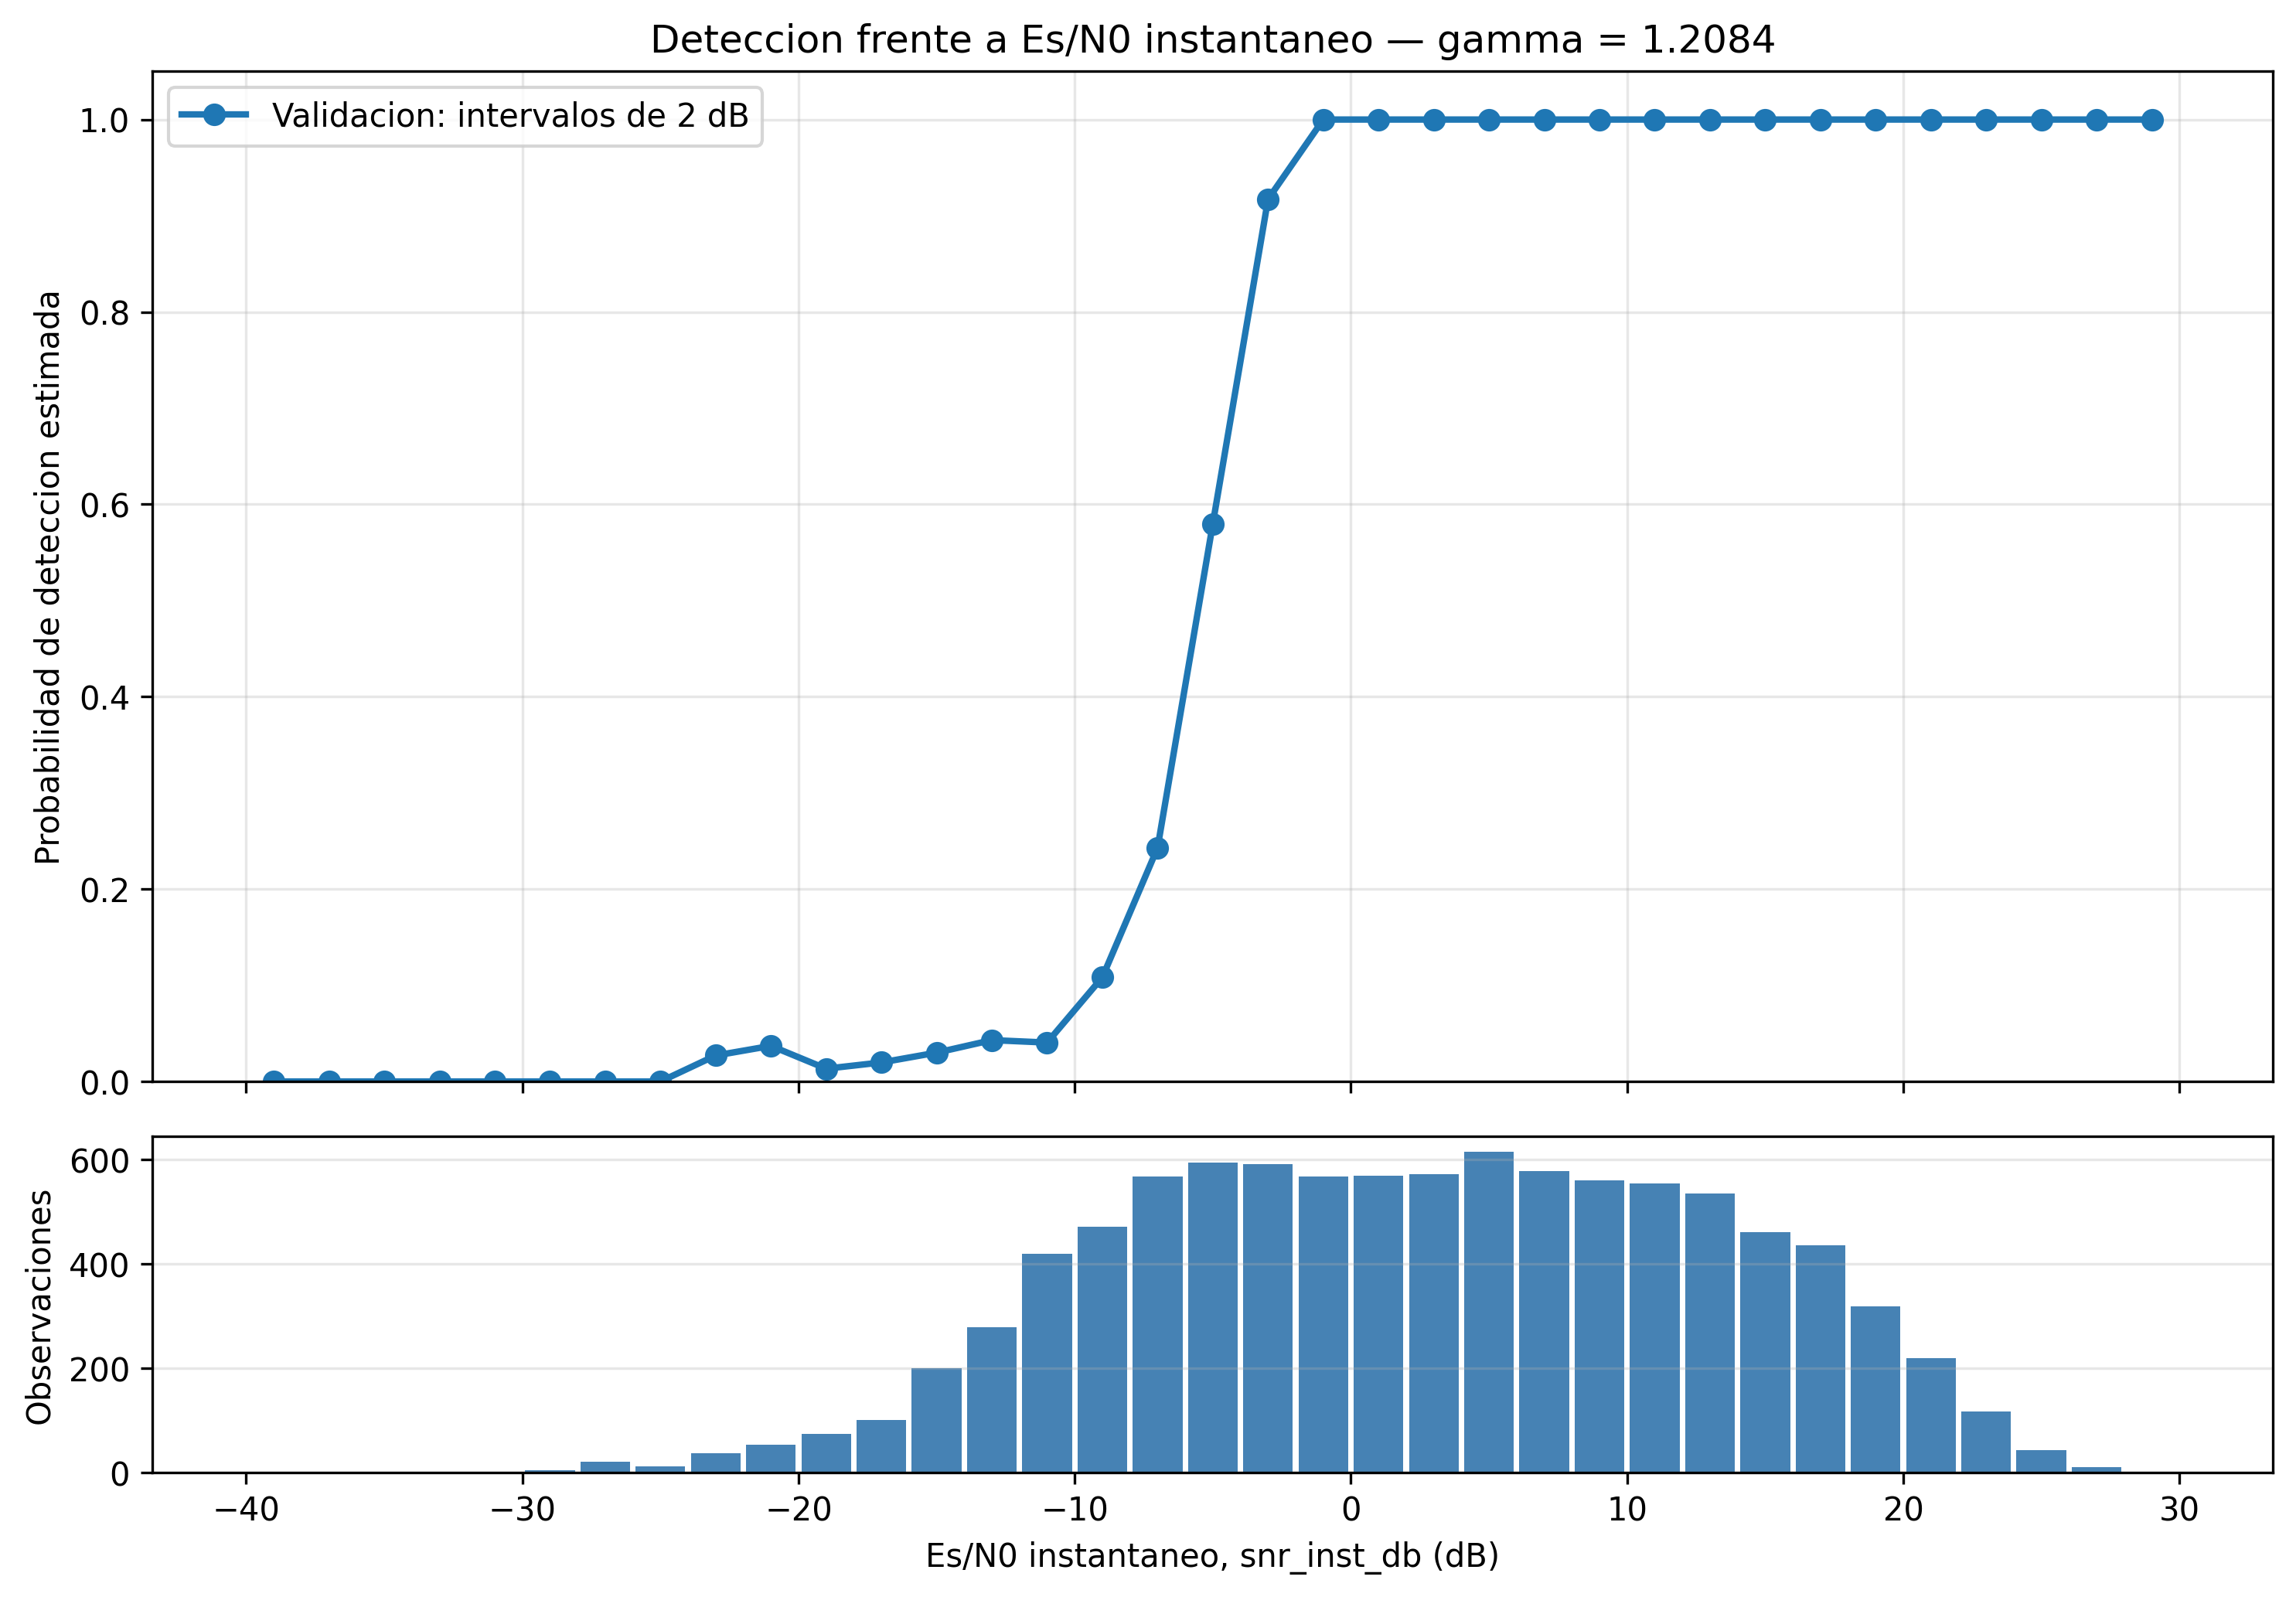 Deteccion frente a Es/N0 instantaneo — gamma = 1.2084
Validacion: intervalos de 2 dB
Probabilidad de deteccion estimada
1.0
0.8
0.6
0.4
0.2
0.0
Observaciones
600
400
200
0
−40 −30 −20 −10 0 10 20 30
Es/N0 instantaneo, snr_inst_db (dB)